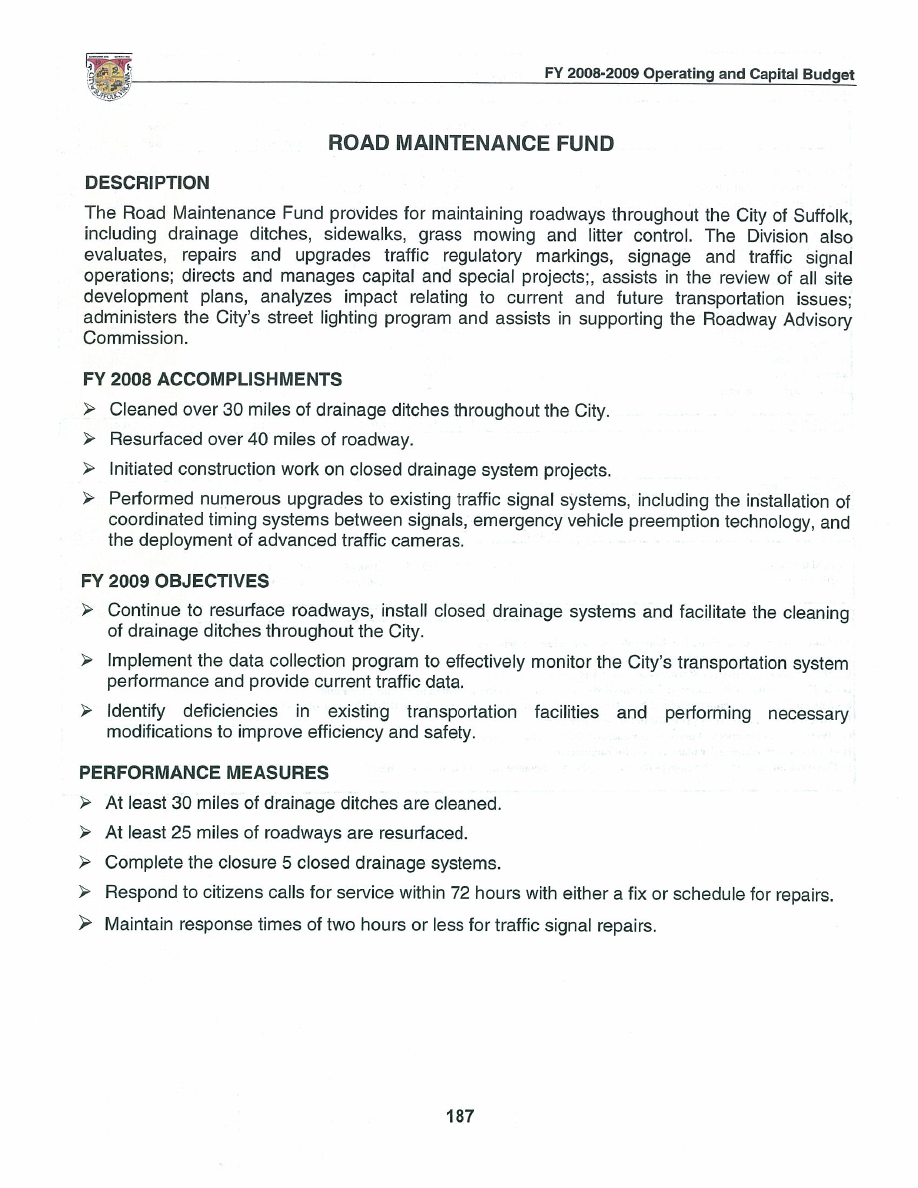 FY 2008-2009 Operating and Capital Budget
ROAD MAINTENANCE FUND
DESCRIPTION
The Road Maintenance Fund provides for maintaining roadways throughout the City of Suffolk,
including drainage ditches, sidewalks, grass mowing and litter control. The Division also
evaluates, repairs and upgrades traffic regulatory markings, signage and traffic signal
operations; directs and manages capital and special projects;, assists in the review of all site
development plans, analyzes impact relating to current and future transportation issues;
administers the City's street lighting program and assists in supporting the Roadway Advisory
Commission.
FY 2008 ACCOMPLISHMENTS
➢ Cleaned over 30 miles of drainage ditches throughout the City.
➢ Resurfaced over 40 miles of roadway.
➢ Initiated construction work on closed drainage system projects.
➢ Performed numerous upgrades to existing traffic signal systems, including the installation of
coordinated timing systems between signals, emergency vehicle preemption technology, and
the deployment of advanced traffic cameras.
FY 2009 OBJECTIVES
➢ Continue to resurface roadways, install closed drainage systems and facilitate the cleaning
of drainage ditches throughout the City.
➢ Implement the data collection program to effectively monitor the City's transportation system
performance and provide current traffic data.
➢ Identify deficiencies in existing transportation facilities and performing necessary
modifications to improve efficiency and safety.
PERFORMANCE MEASURES
➢ At least 30 miles of drainage ditches are cleaned.
➢ At least 25 miles of roadways are resurfaced.
➢ Complete the closure 5 closed drainage systems.
➢ Respond to citizens calls for service within 72 hours with either a fix or schedule for repairs.
➢ Maintain response times of two hours or less for traffic signal repairs.
187